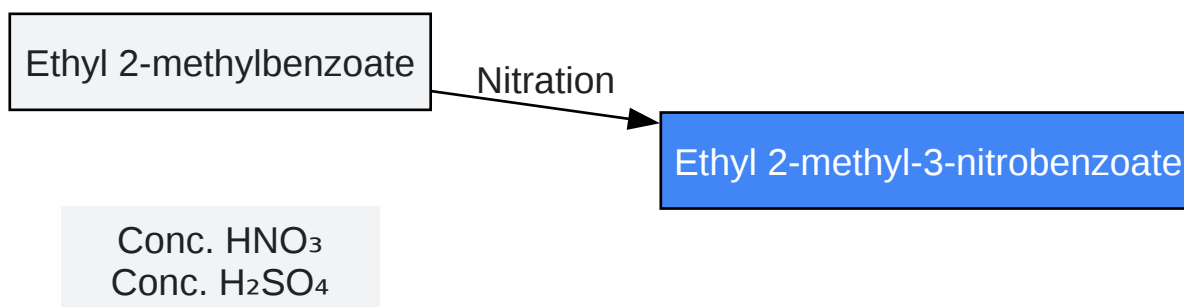 Ethyl 2-methylbenzoate
Nitration
Ethyl 2-methyl-3-nitrobenzoate
Conc. HNO₃
Conc. H₂SO₄